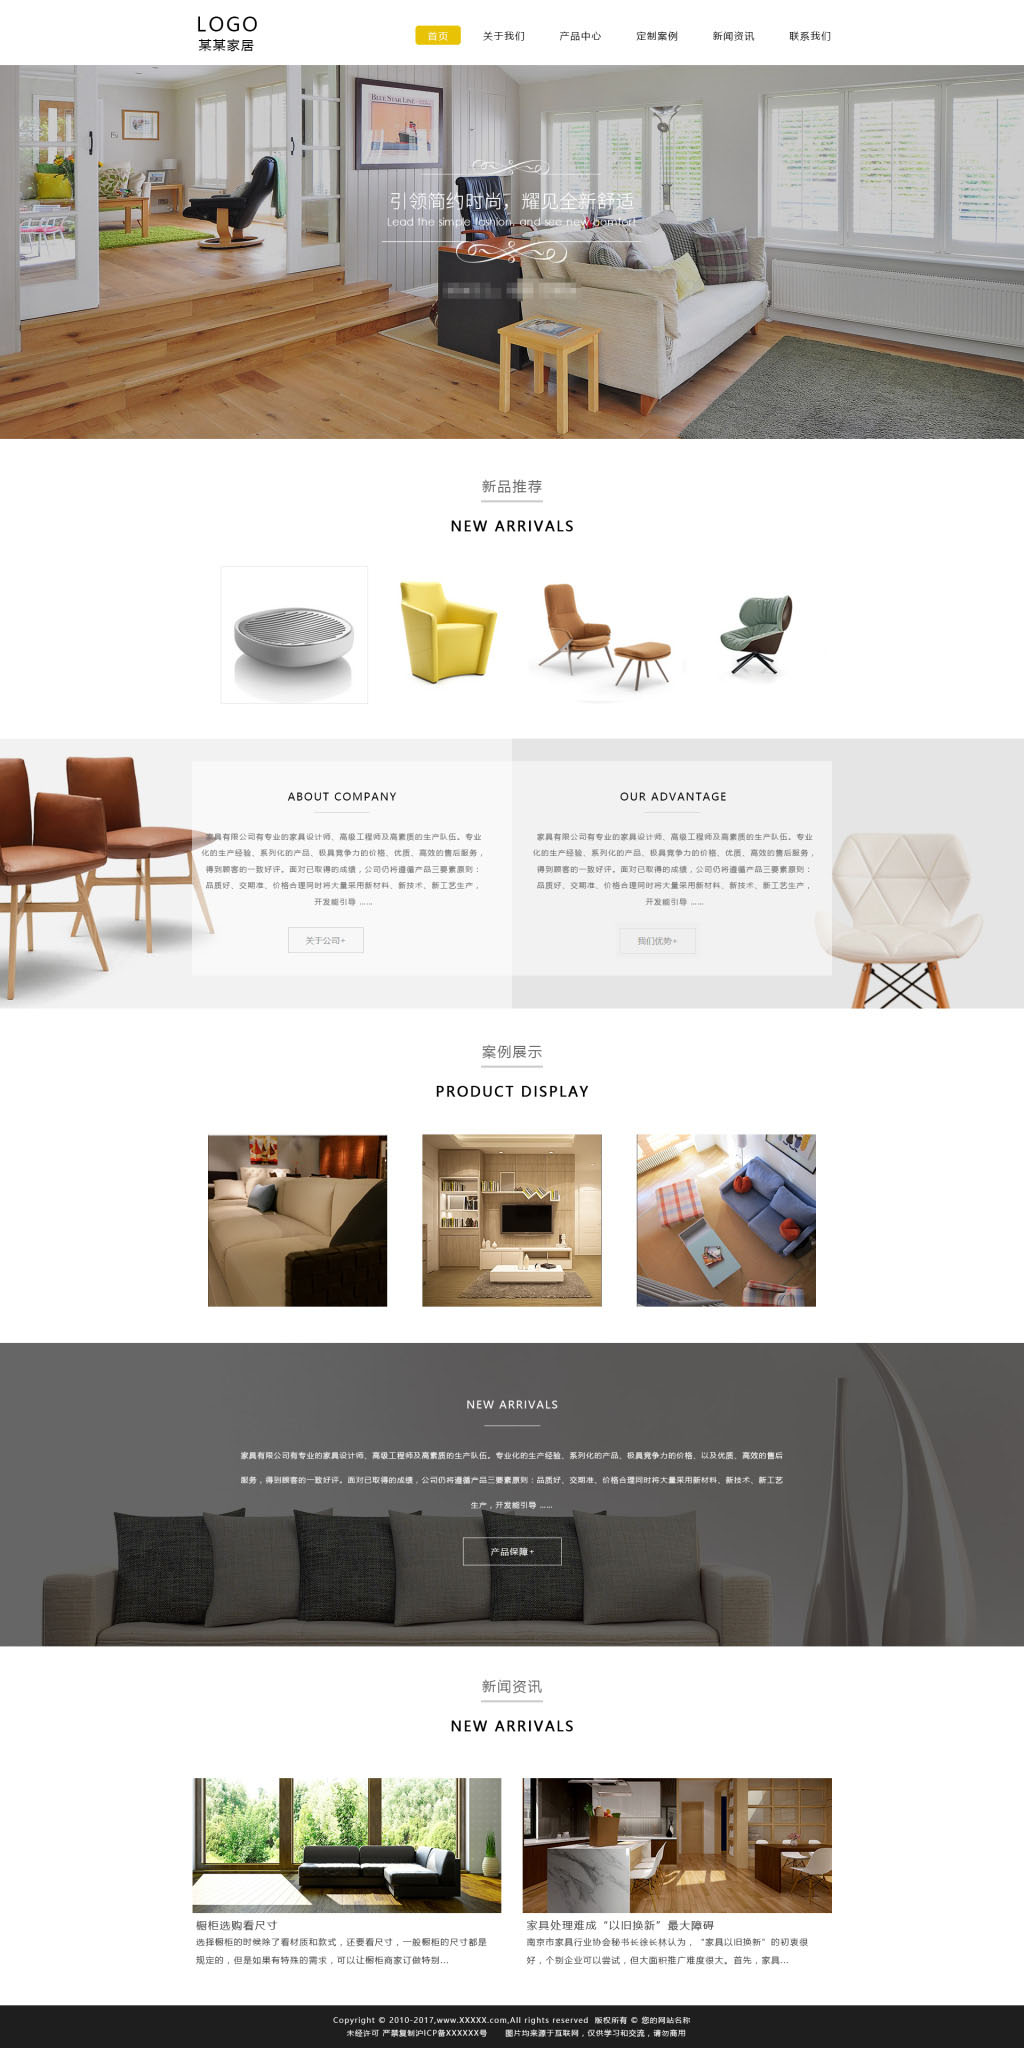 LOGO
某某家居
首页 关于我们 产品中心 定制案例 新闻资讯 联系我们
BLUE STAR LINE
引领简约时尚，耀见全新舒适
Lead the simple fashion, and see new comfort
新品推荐
NEW ARRIVALS
ABOUT COMPANY
家具有限公司有专业的家具设计师、高级工程师及高素质的生产队伍。专业
化的生产经验、系列化的产品、极具竞争力的价格、优质、高效的售后服务，
得到顾客的一致好评。面对已取得的成绩，公司仍将遵循产品三要素原则：
品质好、交期准、价格合理同时将大量采用新材料、新技术、新工艺生产，
开发能引导 ......
关于公司+
OUR ADVANTAGE
家具有限公司有专业的家具设计师、高级工程师及高素质的生产队伍。专业
化的生产经验、系列化的产品、极具竞争力的价格、优质、高效的售后服务，
得到顾客的一致好评。面对已取得的成绩，公司仍将遵循产品三要素原则：
品质好、交期准、价格合理同时将大量采用新材料、新技术、新工艺生产，
开发能引导 ......
我们优势+
案例展示
PRODUCT DISPLAY
NEW ARRIVALS
家具有限公司有专业的家具设计师、高级工程师及高素质的生产队伍。专业化的生产经验、系列化的产品、极具竞争力的价格、以及优质、高效的售后
服务，得到顾客的一致好评。面对已取得的成绩，公司仍将遵循产品三要素原则：品质好、交期准、价格合理同时将大量采用新材料、新技术、新工艺
生产，开发能引导 ......
产品保障+
新闻资讯
NEW ARRIVALS
橱柜选购看尺寸
选择橱柜的时候除了看材质和款式，还要看尺寸，一般橱柜的尺寸都是
规定的，但是如果有特殊的需求，可以让橱柜商家订做特别...
家具处理难成“以旧换新”最大障碍
南京市家具行业协会秘书长徐长林认为，“家具以旧换新”的初衷很
好，个别企业可以尝试，但大面积推广难度很大。首先，家具...
Copyright © 2010-2017,www.XXXXX.com,All rights reserved 版权所有 © 您的网站名称
未经许可 严禁复制沪ICP备XXXXXX号 图片均来源于互联网，仅供学习和交流，请勿商用